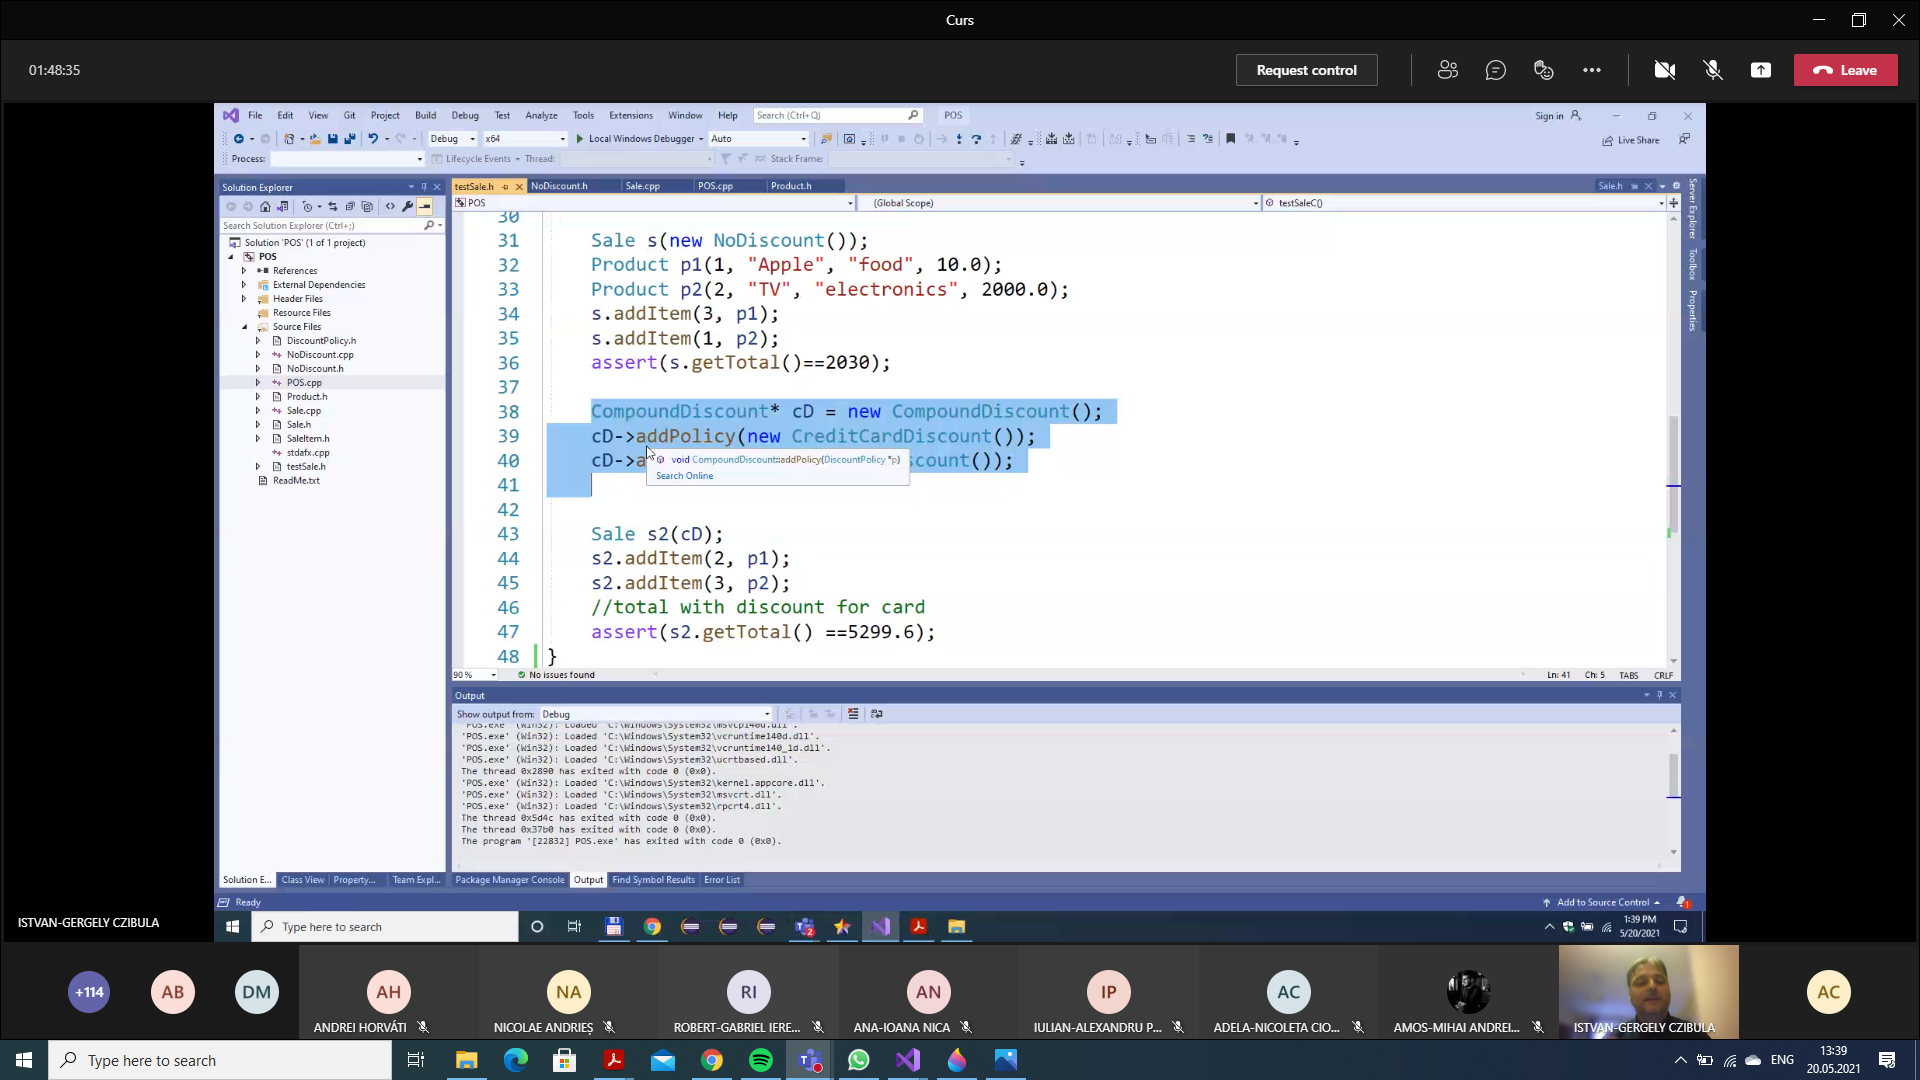 Curs
01:48:35
Request control
Leave
File Edit View Git Project Build Debug Test Analyze Tools Extensions Window Help Search (Ctrl+Q) POS Sign in
Debug x64 Local Windows Debugger Auto Live Share
Process: Lifecycle Events Thread: Stack Frame:
Solution Explorer
Search Solution Explorer (Ctrl+;)
Solution 'POS' (1 of 1 project)
POS
References
External Dependencies
Header Files
Resource Files
Source Files
DiscountPolicy.h
NoDiscount.cpp
NoDiscount.h
POS.cpp
Product.h
Sale.cpp
Sale.h
SaleItem.h
stdafx.cpp
testSale.h
ReadMe.txt
Solution E... Class View Property... Team Expl...
testSale.h NoDiscount.h Sale.cpp POS.cpp Product.h Sale.h
POS (Global Scope) testSaleC()
30
31 Sale s(new NoDiscount());
32 Product p1(1, "Apple", "food", 10.0);
33 Product p2(2, "TV", "electronics", 2000.0);
34 s.addItem(3, p1);
35 s.addItem(1, p2);
36 assert(s.getTotal()==2030);
37
38 CompoundDiscount* cD = new CompoundDiscount();
39 cD->addPolicy(new CreditCardDiscount());
40 cD->a scount());
void CompoundDiscount::addPolicy(DiscountPolicy *p)
Search Online
41
42
43 Sale s2(cD);
44 s2.addItem(2, p1);
45 s2.addItem(3, p2);
46 //total with discount for card
47 assert(s2.getTotal() ==5299.6);
48 }
90 % No issues found Ln: 41 Ch: 5 TABS CRLF
Server Explorer
Toolbox
Properties
Output
Show output from: Debug
'POS.exe' (Win32): Loaded 'C:\Windows\System32\msvcp140d.dll'.
'POS.exe' (Win32): Loaded 'C:\Windows\System32\vcruntime140d.dll'.
'POS.exe' (Win32): Loaded 'C:\Windows\System32\vcruntime140_1d.dll'.
'POS.exe' (Win32): Loaded 'C:\Windows\System32\ucrtbased.dll'.
The thread 0x2890 has exited with code 0 (0x0).
'POS.exe' (Win32): Loaded 'C:\Windows\System32\kernel.appcore.dll'.
'POS.exe' (Win32): Loaded 'C:\Windows\System32\msvcrt.dll'.
'POS.exe' (Win32): Loaded 'C:\Windows\System32\rpcrt4.dll'.
The thread 0x5d4c has exited with code 0 (0x0).
The thread 0x37b0 has exited with code 0 (0x0).
The program '[22832] POS.exe' has exited with code 0 (0x0).
Package Manager Console Output Find Symbol Results Error List
Ready Add to Source Control 1
Type here to search
1:39 PM
5/20/2021
ISTVAN-GERGELY CZIBULA
+114 AB DM AH NA RI AN IP AC AC
ANDREI HORVÁTI NICOLAE ANDRIEȘ ROBERT-GABRIEL IERE... ANA-IOANA NICA IULIAN-ALEXANDRU P... ADELA-NICOLETA CIO... AMOS-MIHAI ANDREI... ISTVAN-GERGELY CZIBULA
Type here to search
ENG
13:39
20.05.2021